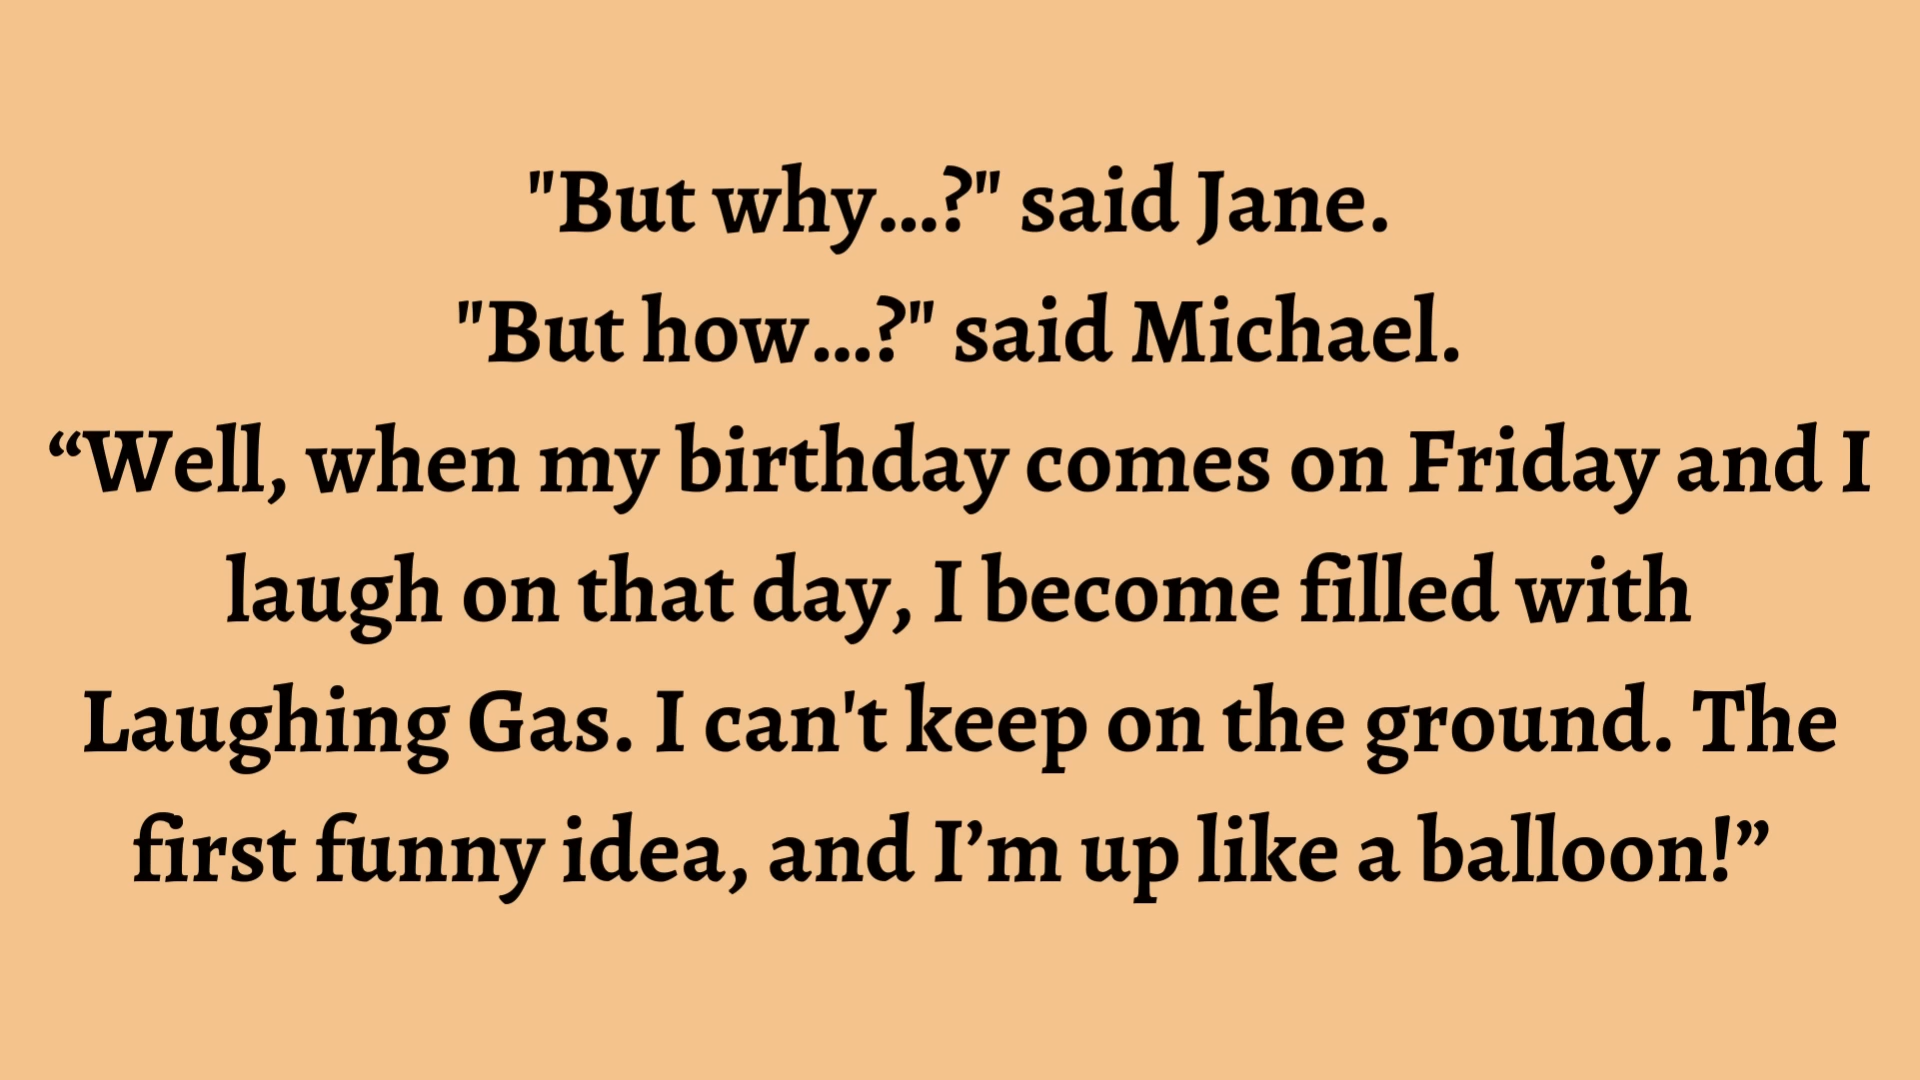 "But why...?" said Jane.
"But how...?" said Michael.
“Well, when my birthday comes on Friday and I
laugh on that day, I become filled with
Laughing Gas. I can't keep on the ground. The
first funny idea, and I’m up like a balloon!”